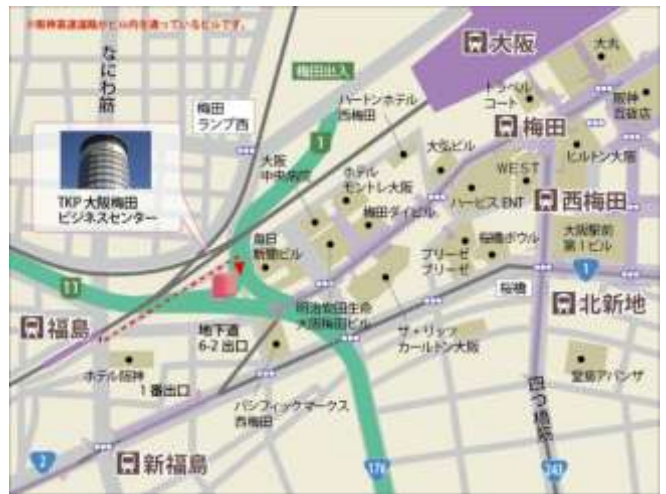 ※阪神高速道路がビル内を通っているビルです。
なにわ筋
梅田
ランプ西
梅田出入
1
大阪
大丸
トラベル
コート
阪神
百貨店
ハートンホテル
西梅田
梅田
大弘ビル
ヒルトン大阪
大阪
中央病院
ホテル
モントレ大阪
WEST
TKP 大阪梅田
ビジネスセンター
ハービス ENT
西梅田
梅田ダイビル
毎日
新聞ビル
ブリーゼ
ブリーゼ
桜橋ボウル
大阪駅前
第1ビル
1
11
桜橋
北新地
明治安田生命
大阪梅田ビル
福島
地下道
6-2 出口
ザ・リッツ
カールトン大阪
ホテル阪神
1 番出口
堂島アバンザ
パシフィックマークス
西梅田
四つ橋筋
2
新福島
176
243